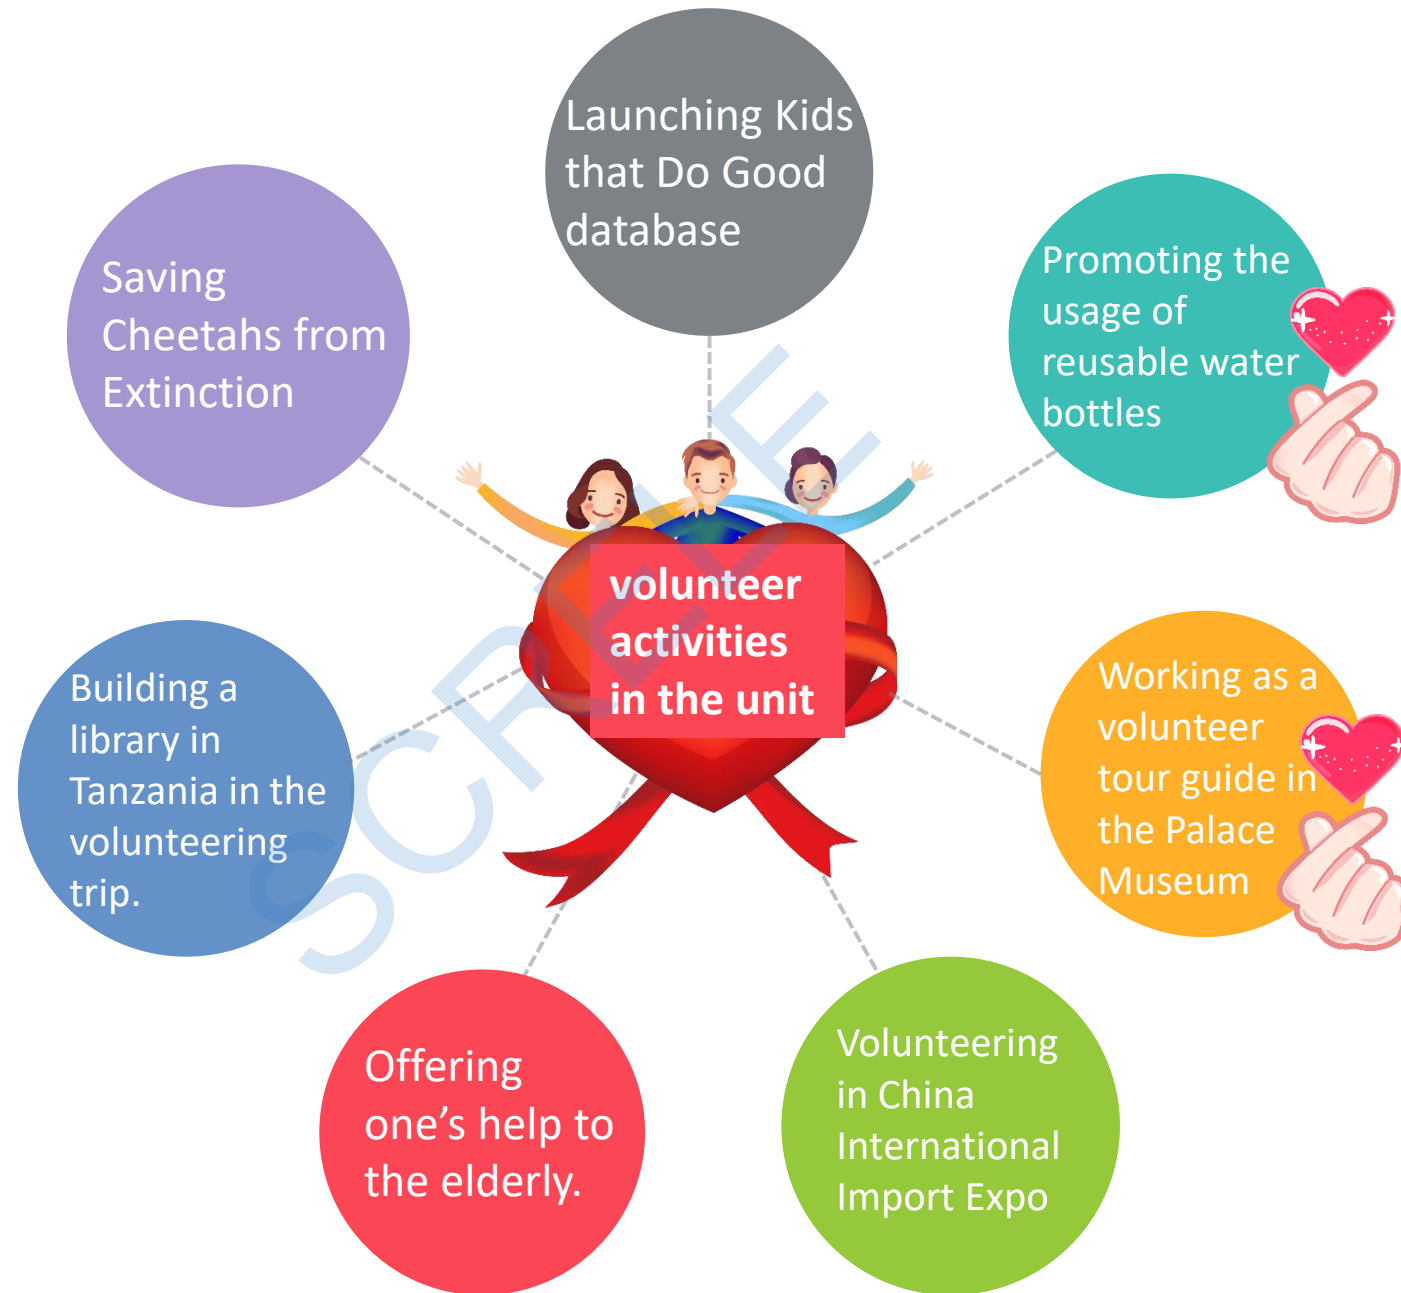 Launching Kids
that Do Good
database
Saving
Cheetahs from
Extinction
Promoting the
usage of
reusable water
bottles
volunteer
activities
in the unit
Building a
library in
Tanzania in the
volunteering
trip.
Working as a
volunteer
tour guide in
the Palace
Museum
Offering
one’s help to
the elderly.
Volunteering
in China
International
Import Expo
SCRELE